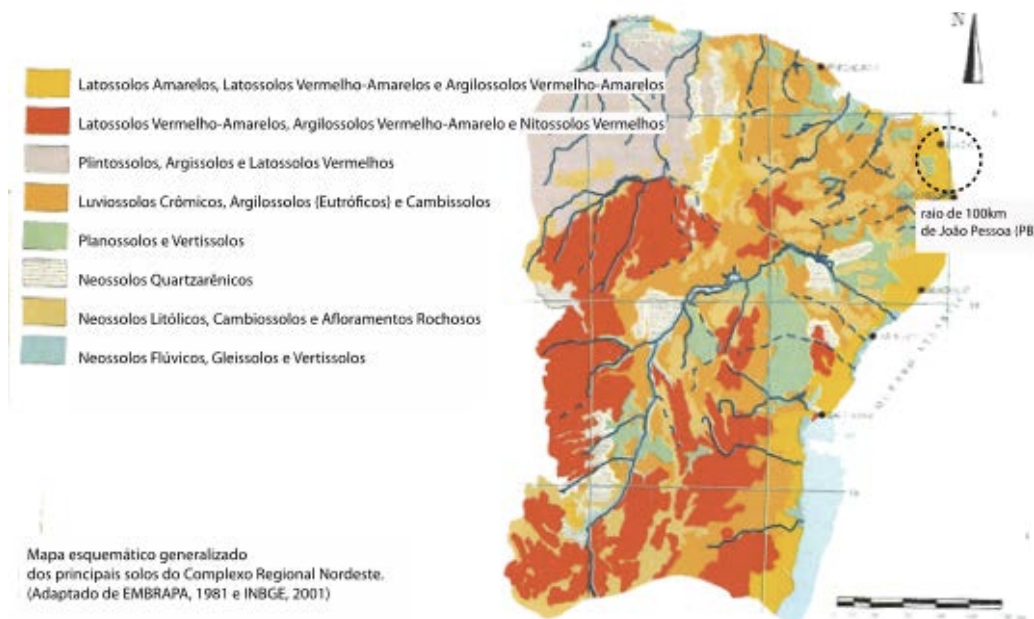 N
Latossolos Amarelos, Latossolos Vermelho-Amarelos e Argilossolos Vermelho-Amarelos
Latossolos Vermelho-Amarelos, Argilossolos Vermelho-Amarelo e Nitossolos Vermelhos
Plintossolos, Argissolos e Latossolos Vermelhos
Luviossolos Crômicos, Argilossolos (Eutróficos) e Cambissolos
Planossolos e Vertissolos
Neossolos Quartzarênicos
Neossolos Litólicos, Cambiossolos e Afloramentos Rochosos
Neossolos Flúvicos, Gleissolos e Vertissolos
raio de 100km
de João Pessoa (PB
Mapa esquemático generalizado
dos principais solos do Complexo Regional Nordeste.
(Adaptado de EMBRAPA, 1981 e INBGE, 2001)